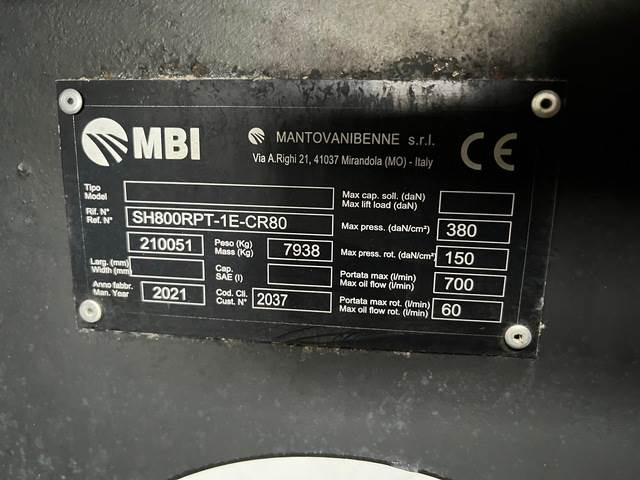 MBI
MANTOVANIBENNE s.r.l.
Via A.Righi 21, 41037 Mirandola (MO) - Italy
CE
Tipo
Model
Rif. N°
Ref. N°
SH800RPT-1E-CR80
210051
Peso (Kg)
Mass (Kg)
7938
Larg. (mm)
Width (mm)
Cap.
SAE (l)
Anno fabbr.
Man. Year
2021
Cod. Cli.
Cust. N°
2037
Max cap. soll. (daN)
Max lift load (daN)
Max press. (daN/cm²)
380
Max press. rot. (daN/cm²)
150
Portata max (l/min)
Max oil flow (l/min)
700
Portata max rot. (l/min)
Max oil flow rot. (l/min)
60